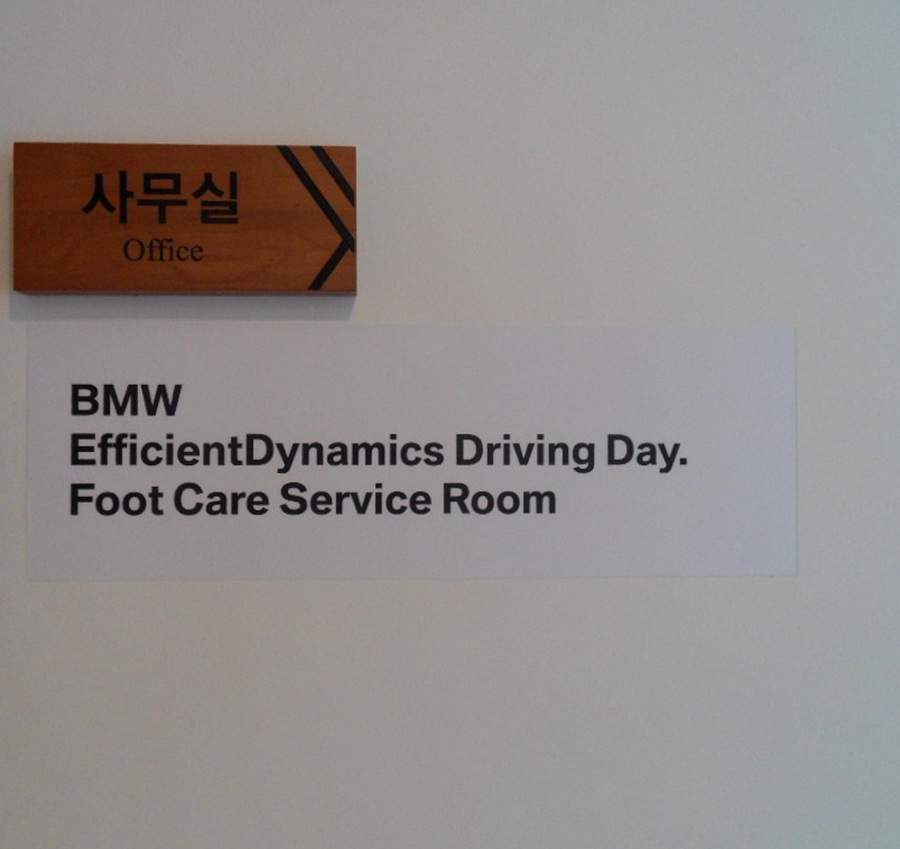 사무실
Office
BMW
EfficientDynamics Driving Day.
Foot Care Service Room